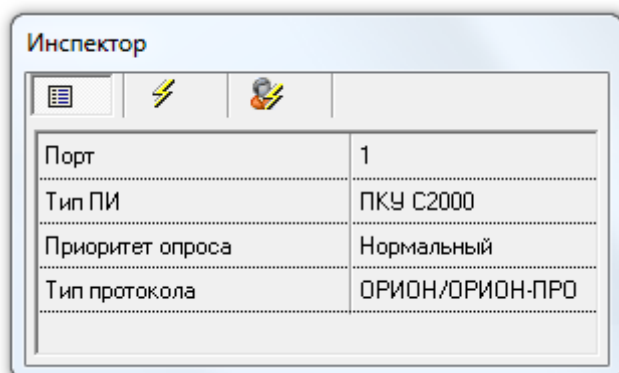 Инспектор
Порт 1
Тип ПИ ПКУ С2000
Приоритет опроса Нормальный
Тип протокола ОРИОН/ОРИОН-ПРО